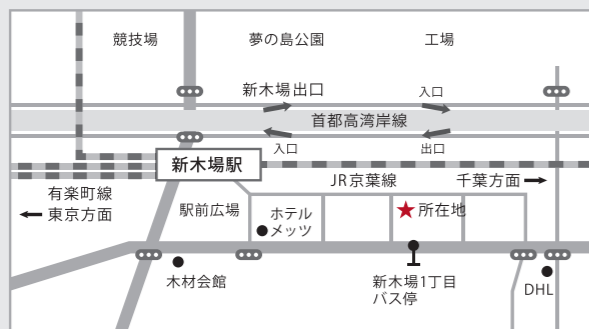 競技場
夢の島公園
工場
新木場出口
入口
首都高湾岸線
入口
出口
新木場駅
JR京葉線
千葉方面
有楽町線
東京方面
駅前広場
ホテル
メッツ
所在地
木材会館
新木場1丁目
バス停
DHL